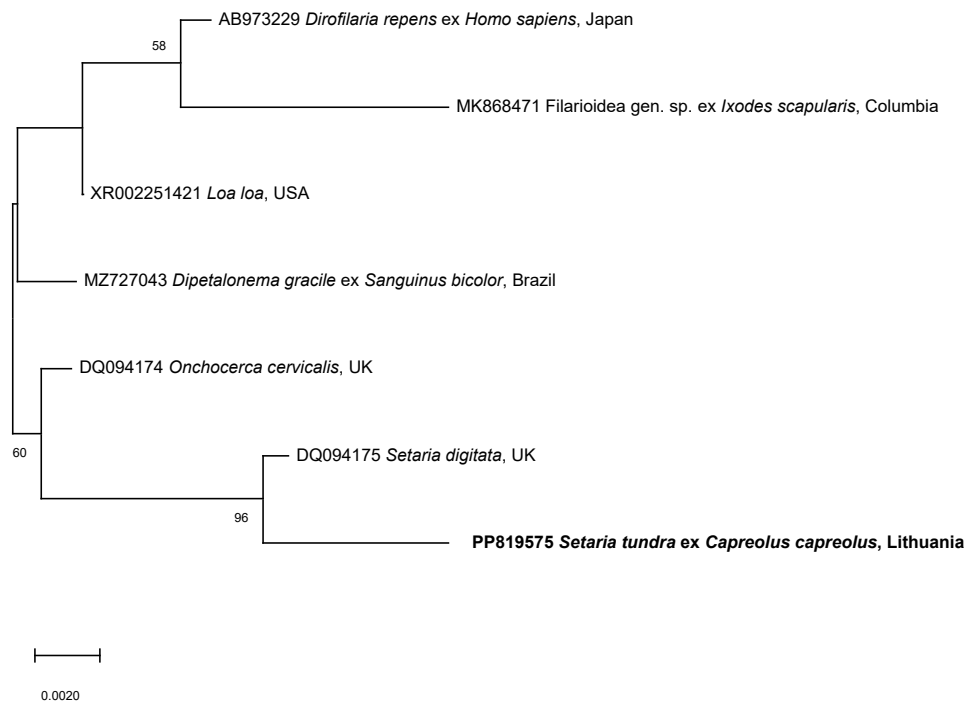 AB973229 Dirofilaria repens ex Homo sapiens, Japan
58
MK868471 Filarioidea gen. sp. ex Ixodes scapularis, Columbia
XR002251421 Loa loa, USA
MZ727043 Dipetalonema gracile ex Sanguinus bicolor, Brazil
DQ094174 Onchocerca cervicalis, UK
60
DQ094175 Setaria digitata, UK
96
PP819575 Setaria tundra ex Capreolus capreolus, Lithuania
0.0020